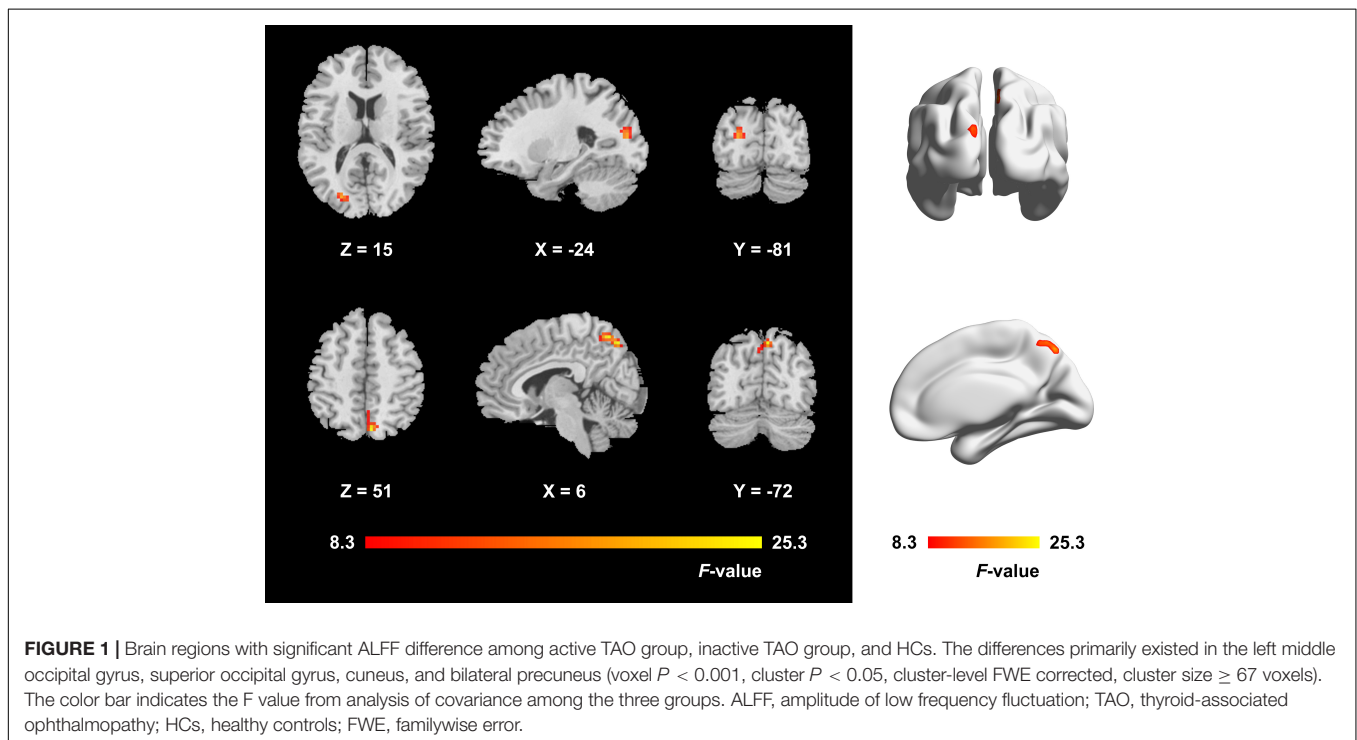 Z = 15
X = -24
Y = -81
Z = 51
X = 6
Y = -72
8.3
25.3
F-value
8.3
25.3
F-value
FIGURE 1 | Brain regions with significant ALFF difference among active TAO group, inactive TAO group, and HCs. The differences primarily existed in the left middle
occipital gyrus, superior occipital gyrus, cuneus, and bilateral precuneus (voxel P < 0.001, cluster P < 0.05, cluster-level FWE corrected, cluster size ≥ 67 voxels).
The color bar indicates the F value from analysis of covariance among the three groups. ALFF, amplitude of low frequency fluctuation; TAO, thyroid-associated
ophthalmopathy; HCs, healthy controls; FWE, familywise error.